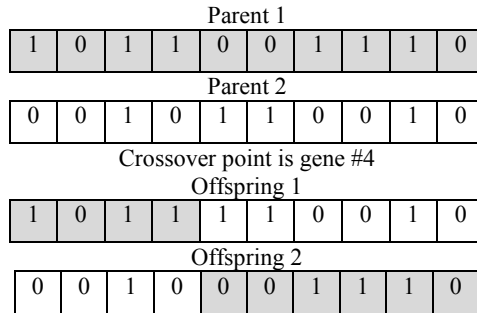 Parent 1
1 0 1 1 0 0 1 1 1 0
Parent 2
0 0 1 0 1 1 0 0 1 0
Crossover point is gene #4
Offspring 1
1 0 1 1 1 1 0 0 1 0
Offspring 2
0 0 1 0 0 0 1 1 1 0